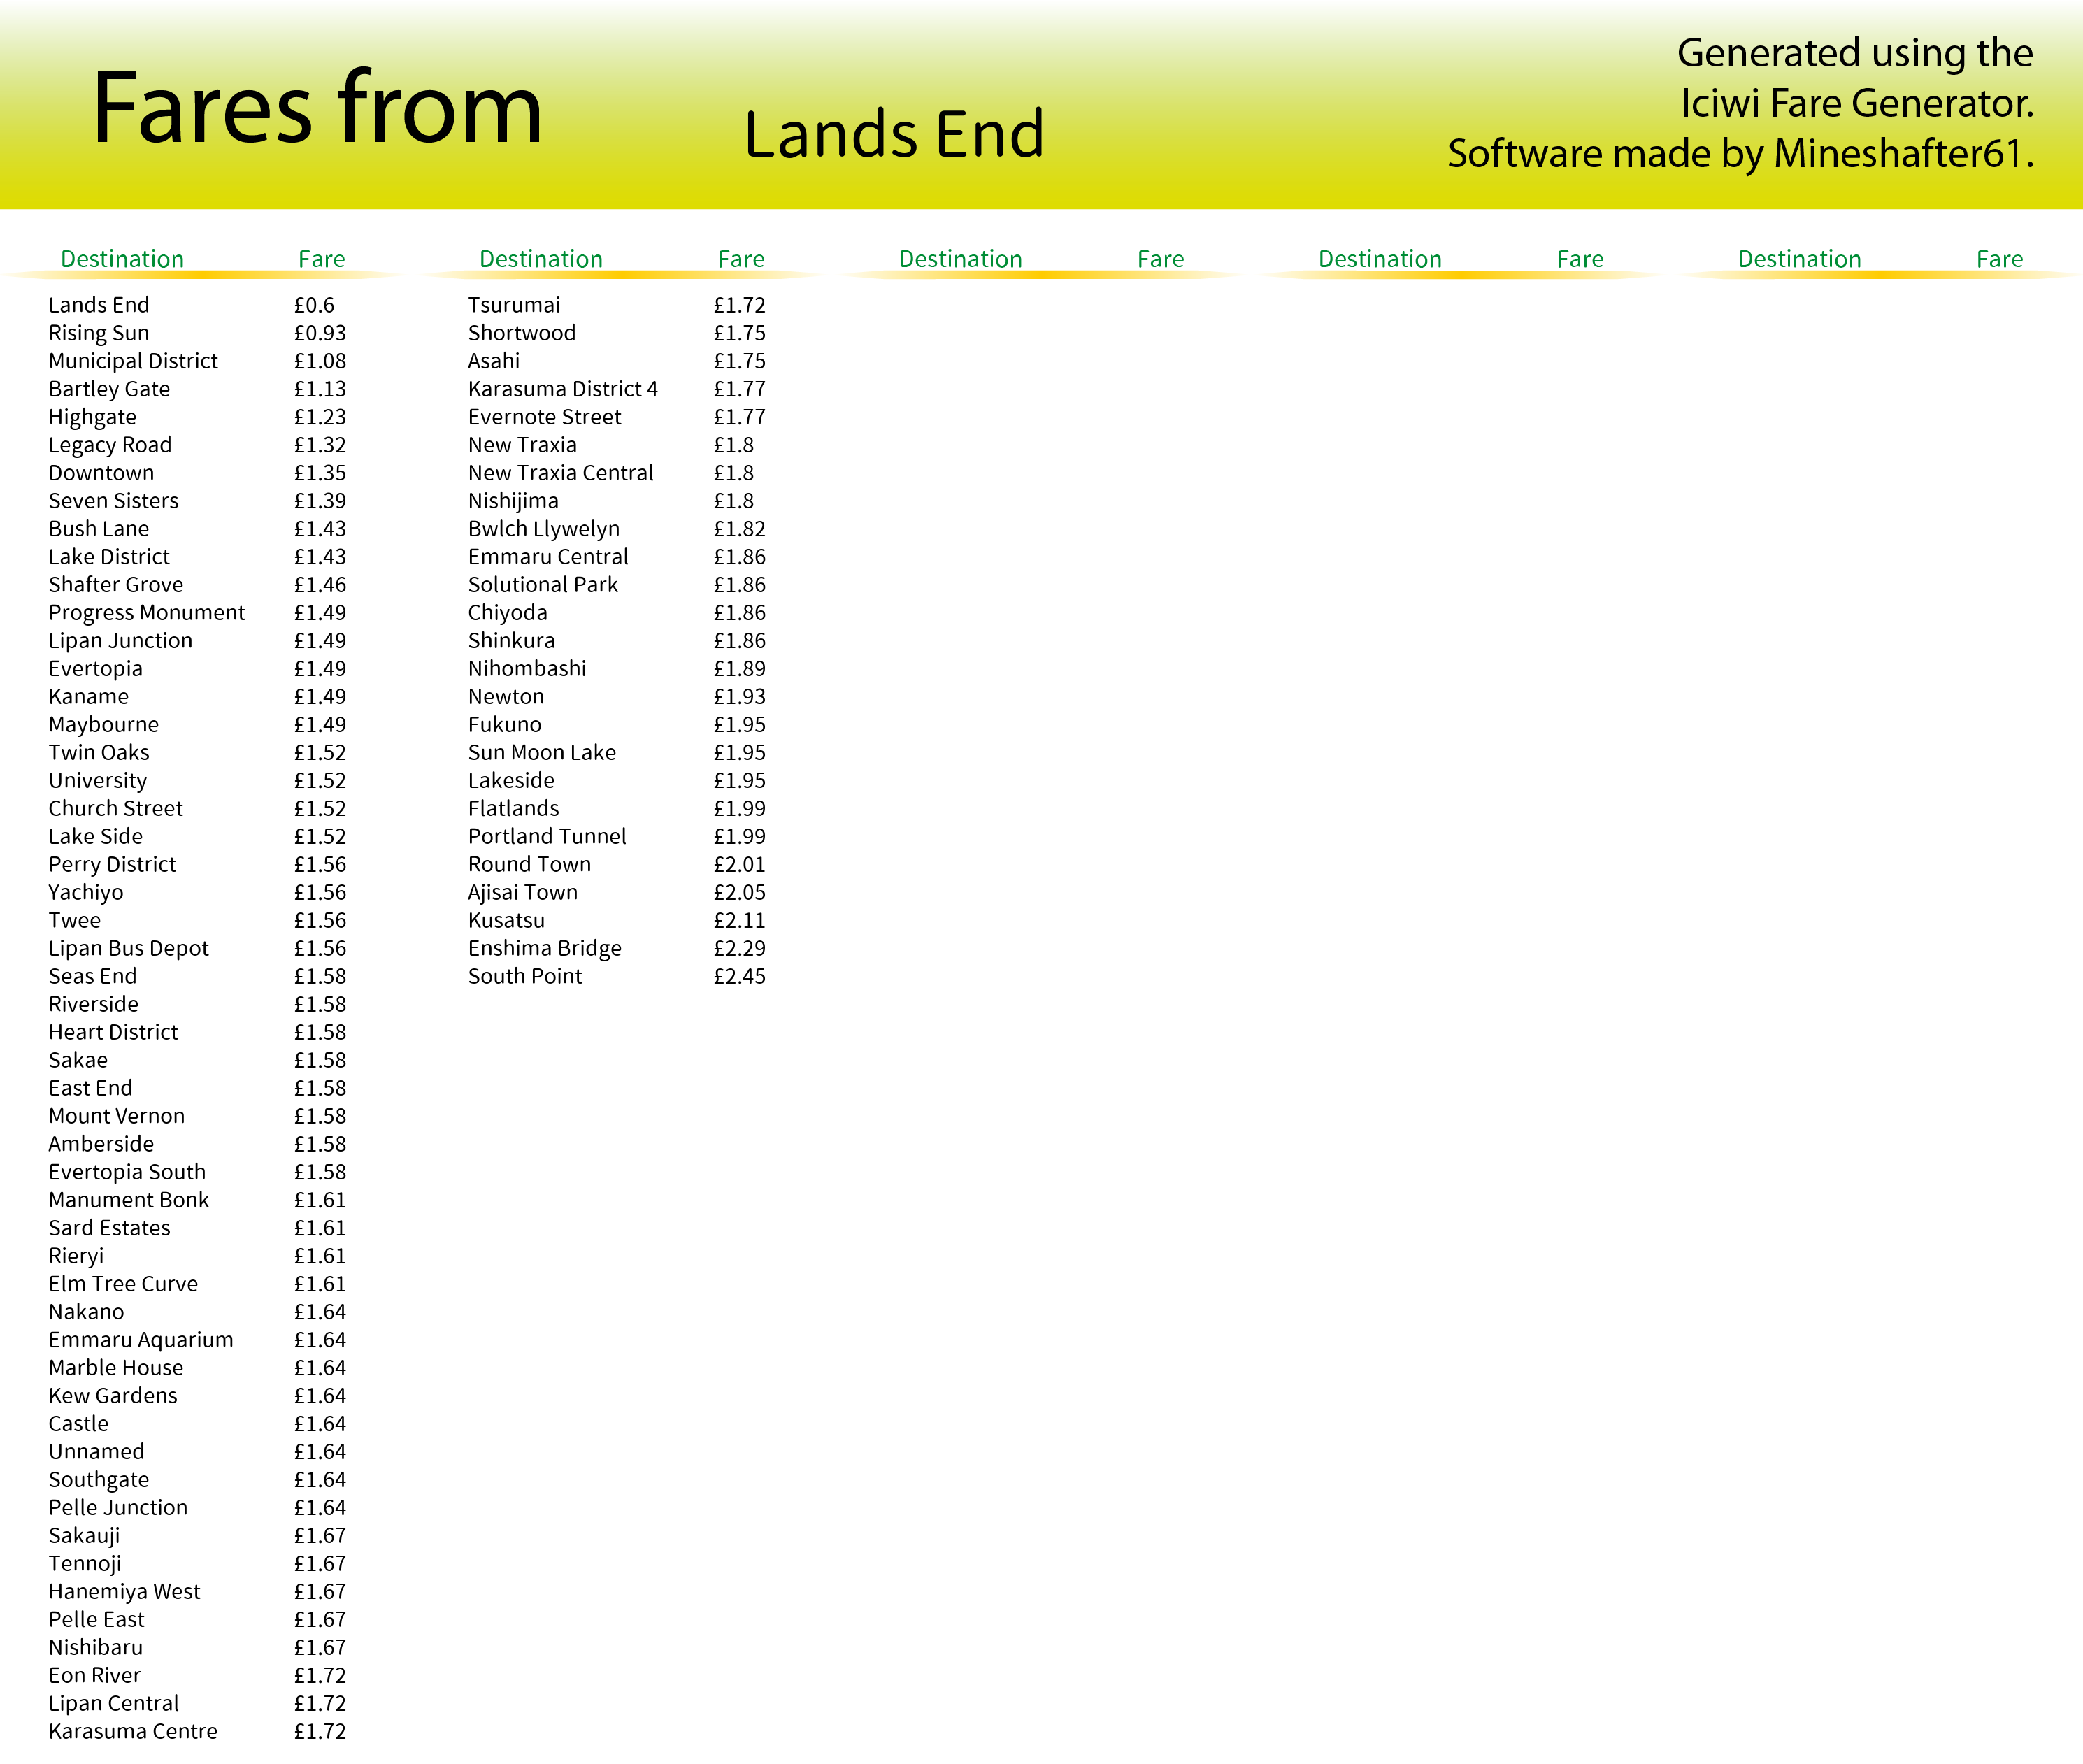 Fares from
Lands End
Generated using the
Iciwi Fare Generator.
Software made by Mineshafter61.
Destination Fare
Lands End £0.6
Rising Sun £0.93
Municipal District £1.08
Bartley Gate £1.13
Highgate £1.23
Legacy Road £1.32
Downtown £1.35
Seven Sisters £1.39
Bush Lane £1.43
Lake District £1.43
Shafter Grove £1.46
Progress Monument £1.49
Lipan Junction £1.49
Evertopia £1.49
Kaname £1.49
Maybourne £1.49
Twin Oaks £1.52
University £1.52
Church Street £1.52
Lake Side £1.52
Perry District £1.56
Yachiyo £1.56
Twee £1.56
Lipan Bus Depot £1.56
Seas End £1.58
Riverside £1.58
Heart District £1.58
Sakae £1.58
East End £1.58
Mount Vernon £1.58
Amberside £1.58
Evertopia South £1.58
Manument Bonk £1.61
Sard Estates £1.61
Rieryi £1.61
Elm Tree Curve £1.61
Nakano £1.64
Emmaru Aquarium £1.64
Marble House £1.64
Kew Gardens £1.64
Castle £1.64
Unnamed £1.64
Southgate £1.64
Pelle Junction £1.64
Sakauji £1.67
Tennoji £1.67
Hanemiya West £1.67
Pelle East £1.67
Nishibaru £1.67
Eon River £1.72
Lipan Central £1.72
Karasuma Centre £1.72
Destination Fare
Tsurumai £1.72
Shortwood £1.75
Asahi £1.75
Karasuma District 4 £1.77
Evernote Street £1.77
New Traxia £1.8
New Traxia Central £1.8
Nishijima £1.8
Bwlch Llywelyn £1.82
Emmaru Central £1.86
Solutional Park £1.86
Chiyoda £1.86
Shinkura £1.86
Nihombashi £1.89
Newton £1.93
Fukuno £1.95
Sun Moon Lake £1.95
Lakeside £1.95
Flatlands £1.99
Portland Tunnel £1.99
Round Town £2.01
Ajisai Town £2.05
Kusatsu £2.11
Enshima Bridge £2.29
South Point £2.45
Destination Fare
Destination Fare
Destination Fare